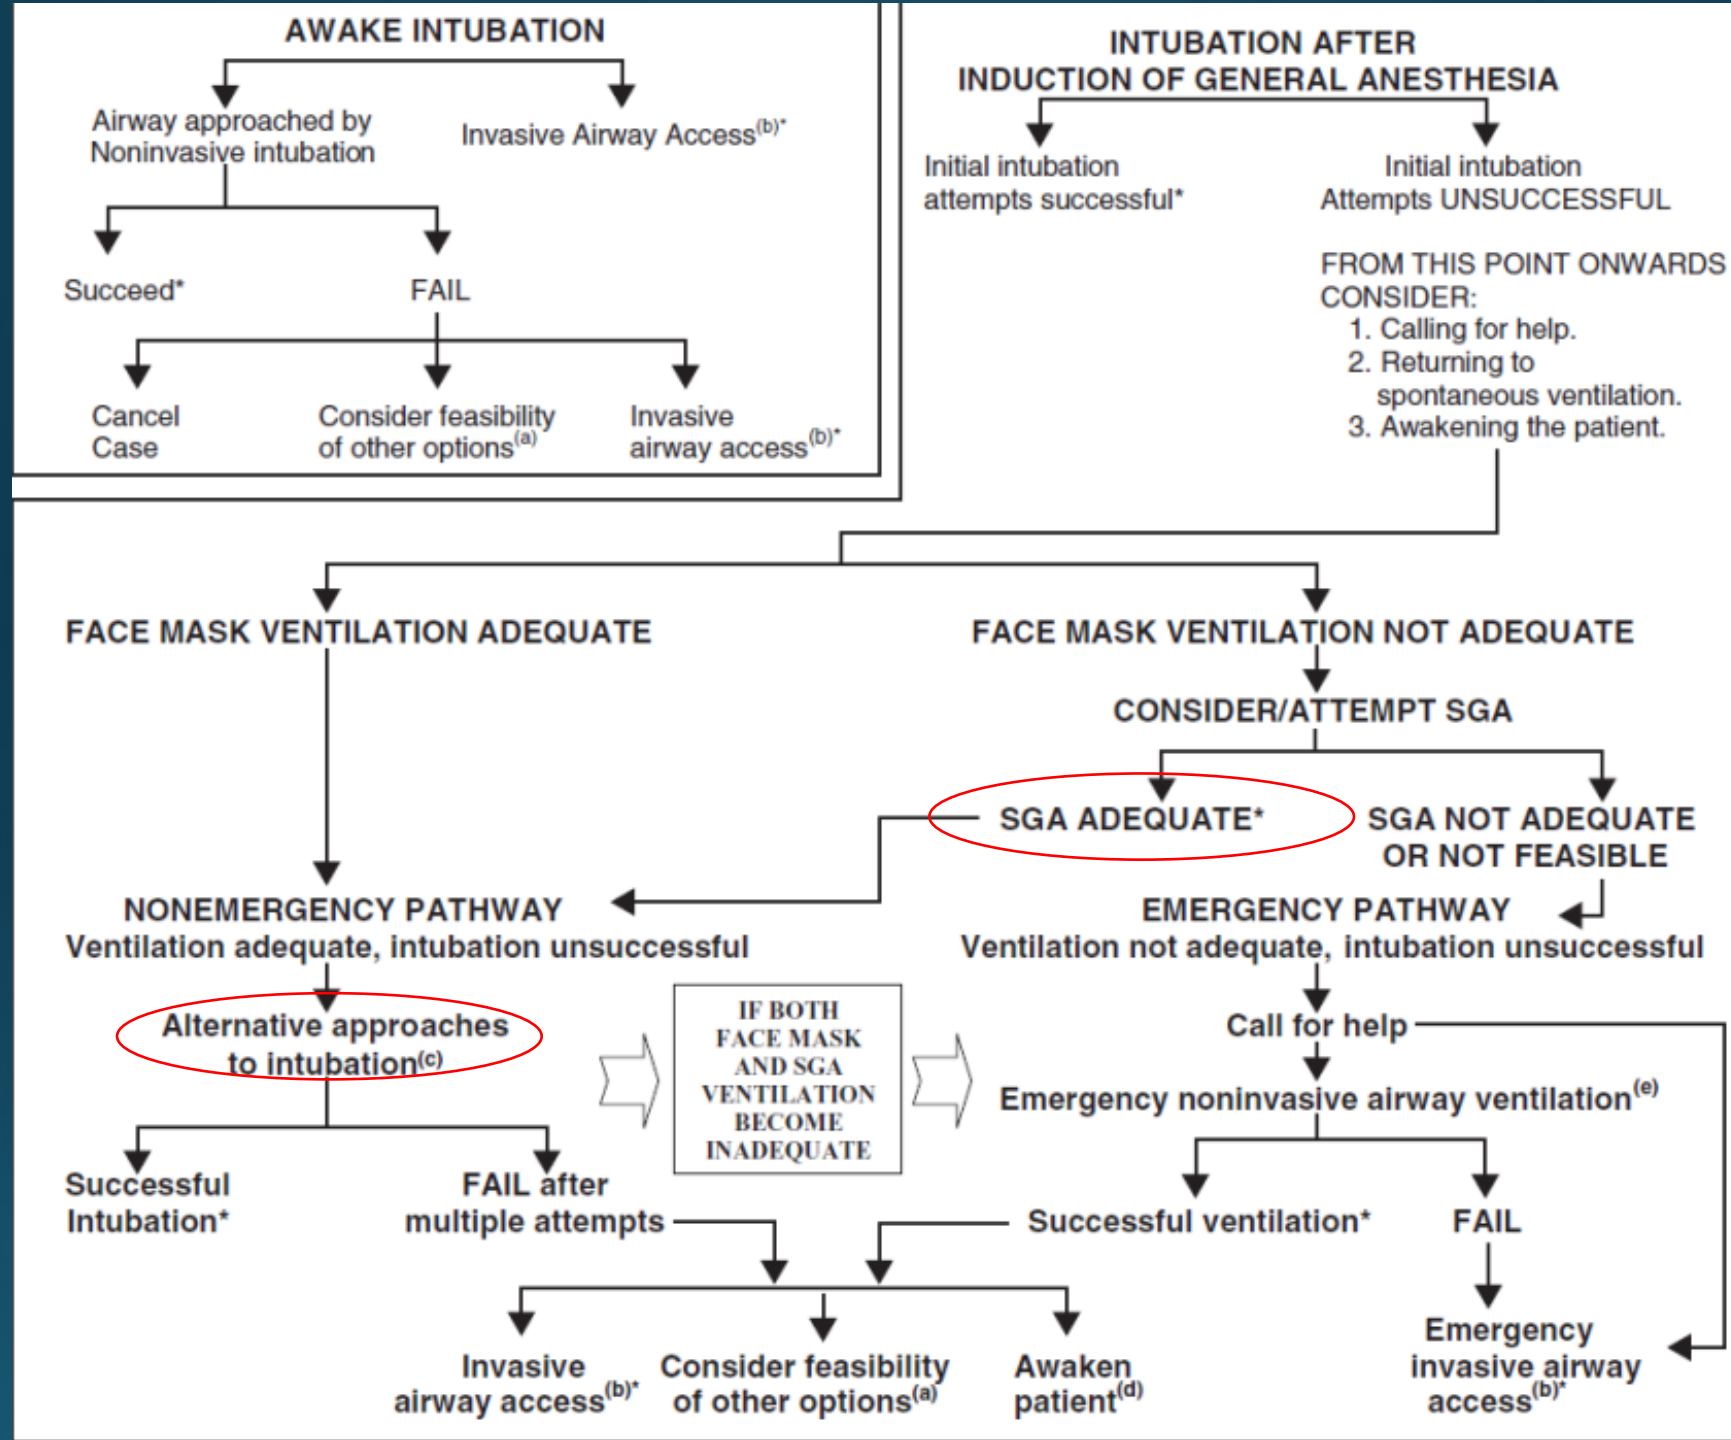 AWAKE INTUBATION
Airway approached by
Noninvasive intubation
Invasive Airway Access(b)*
Succeed*
FAIL
Cancel
Case
Consider feasibility
of other options(a)
Invasive
airway access(b)*
INTUBATION AFTER
INDUCTION OF GENERAL ANESTHESIA
Initial intubation
attempts successful*
Initial intubation
Attempts UNSUCCESSFUL
FROM THIS POINT ONWARDS
CONSIDER:
1. Calling for help.
2. Returning to
spontaneous ventilation.
3. Awakening the patient.
FACE MASK VENTILATION ADEQUATE
FACE MASK VENTILATION NOT ADEQUATE
CONSIDER/ATTEMPT SGA
SGA ADEQUATE*
SGA NOT ADEQUATE
OR NOT FEASIBLE
NONEMERGENCY PATHWAY
Ventilation adequate, intubation unsuccessful
EMERGENCY PATHWAY
Ventilation not adequate, intubation unsuccessful
Alternative approaches
to intubation(c)
IF BOTH
FACE MASK
AND SGA
VENTILATION
BECOME
INADEQUATE
Call for help
Emergency noninvasive airway ventilation(e)
Successful
Intubation*
FAIL after
multiple attempts
Successful ventilation*
FAIL
Invasive
airway access(b)*
Consider feasibility
of other options(a)
Awaken
patient(d)
Emergency
invasive airway
access(b)*